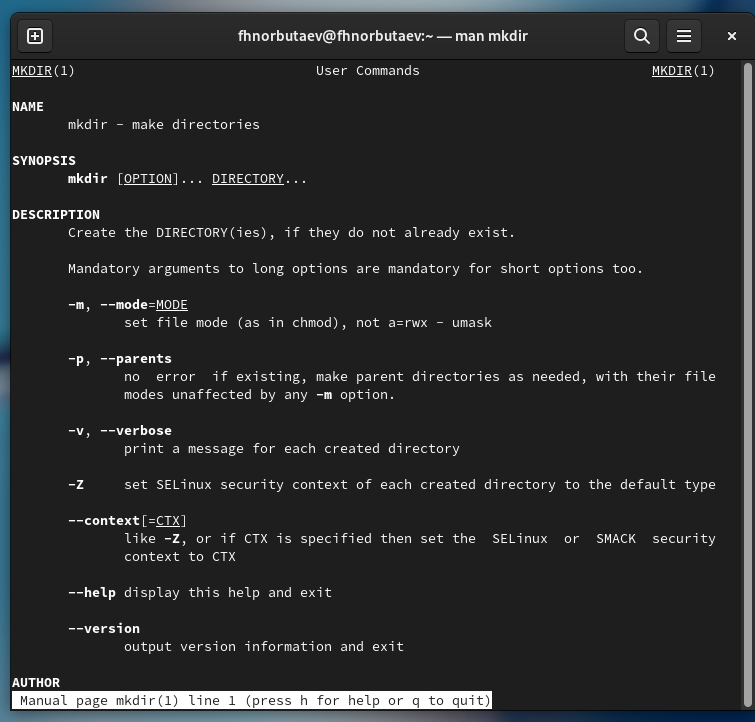 fhnorbutaev@fhnorbutaev:~ — man mkdir
MKDIR(1) User Commands MKDIR(1)
NAME
mkdir - make directories
SYNOPSIS
mkdir [OPTION]... DIRECTORY...
DESCRIPTION
Create the DIRECTORY(ies), if they do not already exist.
Mandatory arguments to long options are mandatory for short options too.
-m, --mode=MODE
set file mode (as in chmod), not a=rwx - umask
-p, --parents
no  error  if existing, make parent directories as needed, with their file
modes unaffected by any -m option.
-v, --verbose
print a message for each created directory
-Z     set SELinux security context of each created directory to the default type
--context[=CTX]
like -Z, or if CTX is specified then set the  SELinux  or  SMACK  security
context to CTX
--help display this help and exit
--version
output version information and exit
AUTHOR
Manual page mkdir(1) line 1 (press h for help or q to quit)